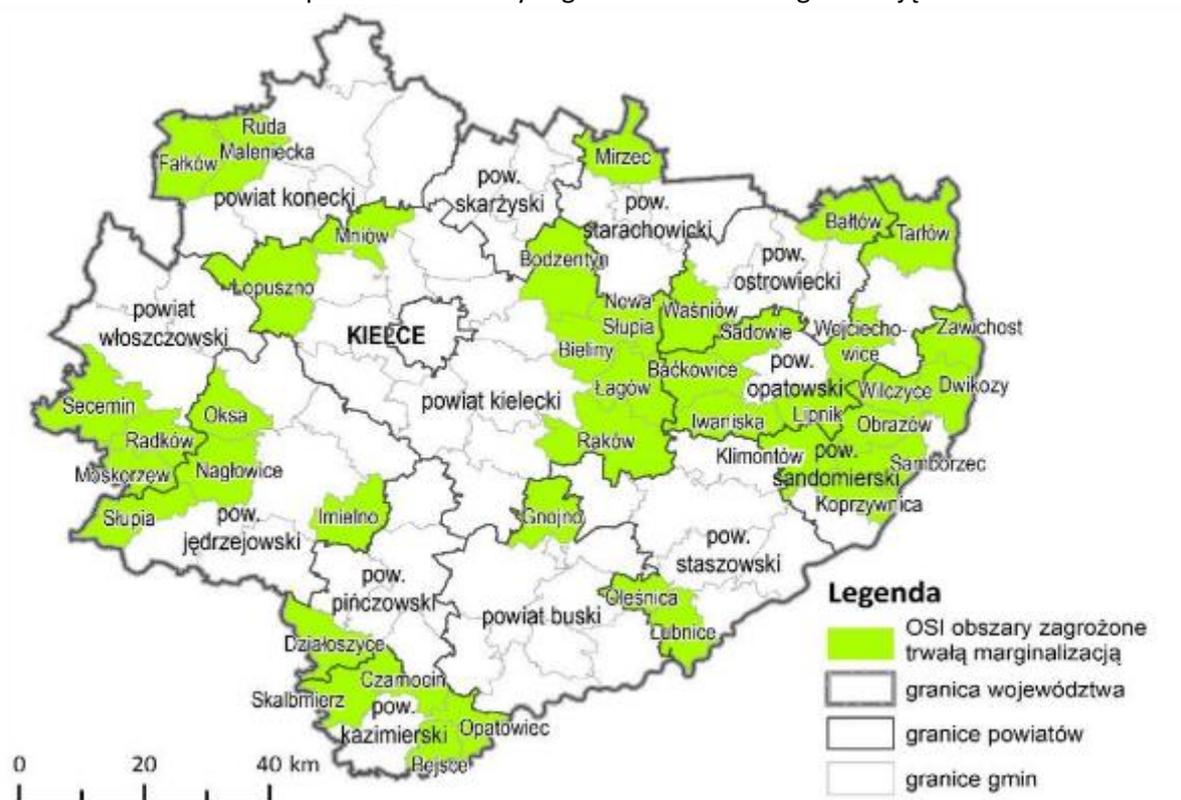 Ruda
Maleniecka
Fałków
powiat konecki
Mirzec
pow.
skarżyski
pow.
starachowicki
Mniów
Bałtów
Tarłów
Bodzentyn
pow.
ostrowiecki
Łopuszno
powiat
włoszczowski
KIELCE
Nowa
Słupia
Waśniów
Sadowie
Wojciecho-
wice
Zawichost
Bieliny
Baćkowice
pow.
opatowski
Łagów
Wilczyce
Dwikozy
powiat kielecki
Secemin
Oksa
Iwaniska
Lipnik
Obrazów
Radków
Raków
Klimontów
pow.
sandomierski
Samborzec
Moskorzew
Nagłowice
Koprzywnica
Słupia
pow.
jędrzejowski
Imielno
Gnojno
pow.
staszowski
pow.
pińczowski
powiat buski
Oleśnica
Łubnice
Działoszyce
Czarnocin
Skalbmierz
pow.
kazimierski
Opatowiec
Bejsce
Legenda
OSI obszary zagrożone
trwałą marginalizacją
granica województwa
granice powiatów
granice gmin
0 20 40 km